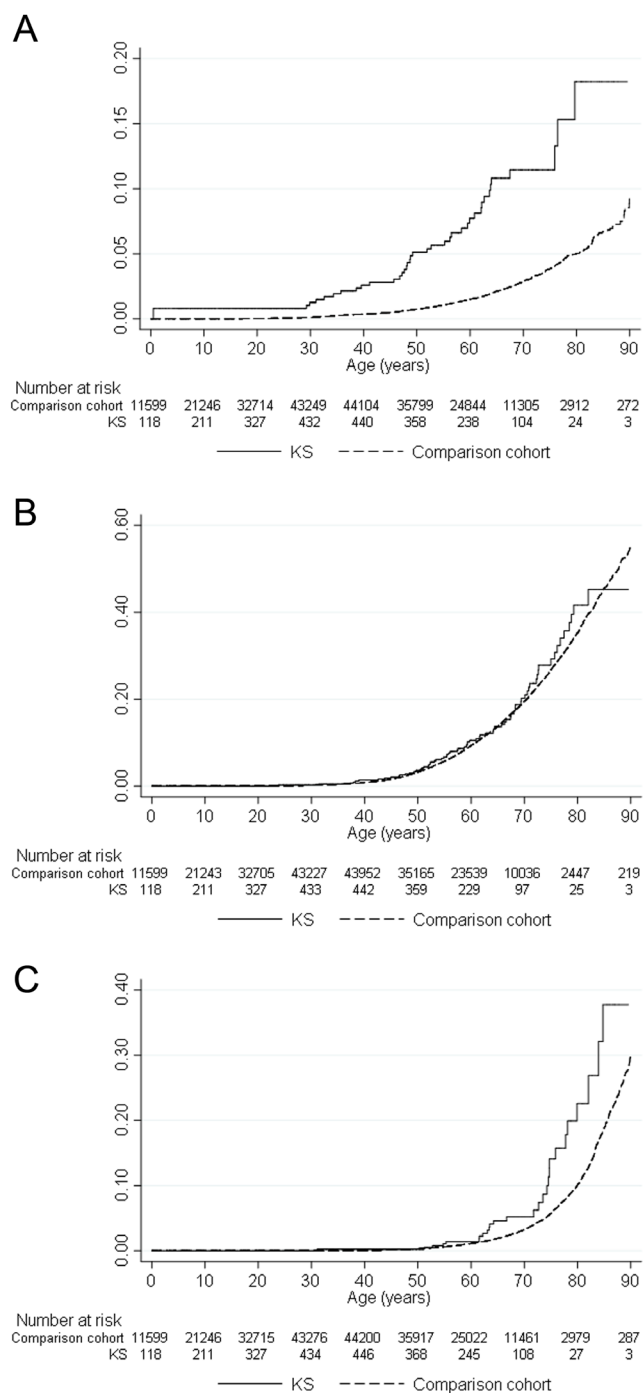 A
0.20
0.15
0.10
0.05
0.00
0 10 20 30 40 50 60 70 80 90
Age (years)
Number at risk
Comparison cohort 11599 21246 32714 43249 44104 35799 24844 11305 2912 272
KS 118 211 327 432 440 358 238 104 24 3
KS Comparison cohort
B
0.60
0.40
0.20
0.00
0 10 20 30 40 50 60 70 80 90
Age (years)
Number at risk
Comparison cohort 11599 21243 32705 43227 43952 35165 23539 10036 2447 219
KS 118 211 327 433 442 359 229 97 25 3
KS Comparison cohort
C
0.40
0.30
0.20
0.10
0.00
0 10 20 30 40 50 60 70 80 90
Age (years)
Number at risk
Comparison cohort 11599 21246 32715 43276 44200 35917 25022 11461 2979 287
KS 118 211 327 434 446 368 245 108 27 3
KS Comparison cohort